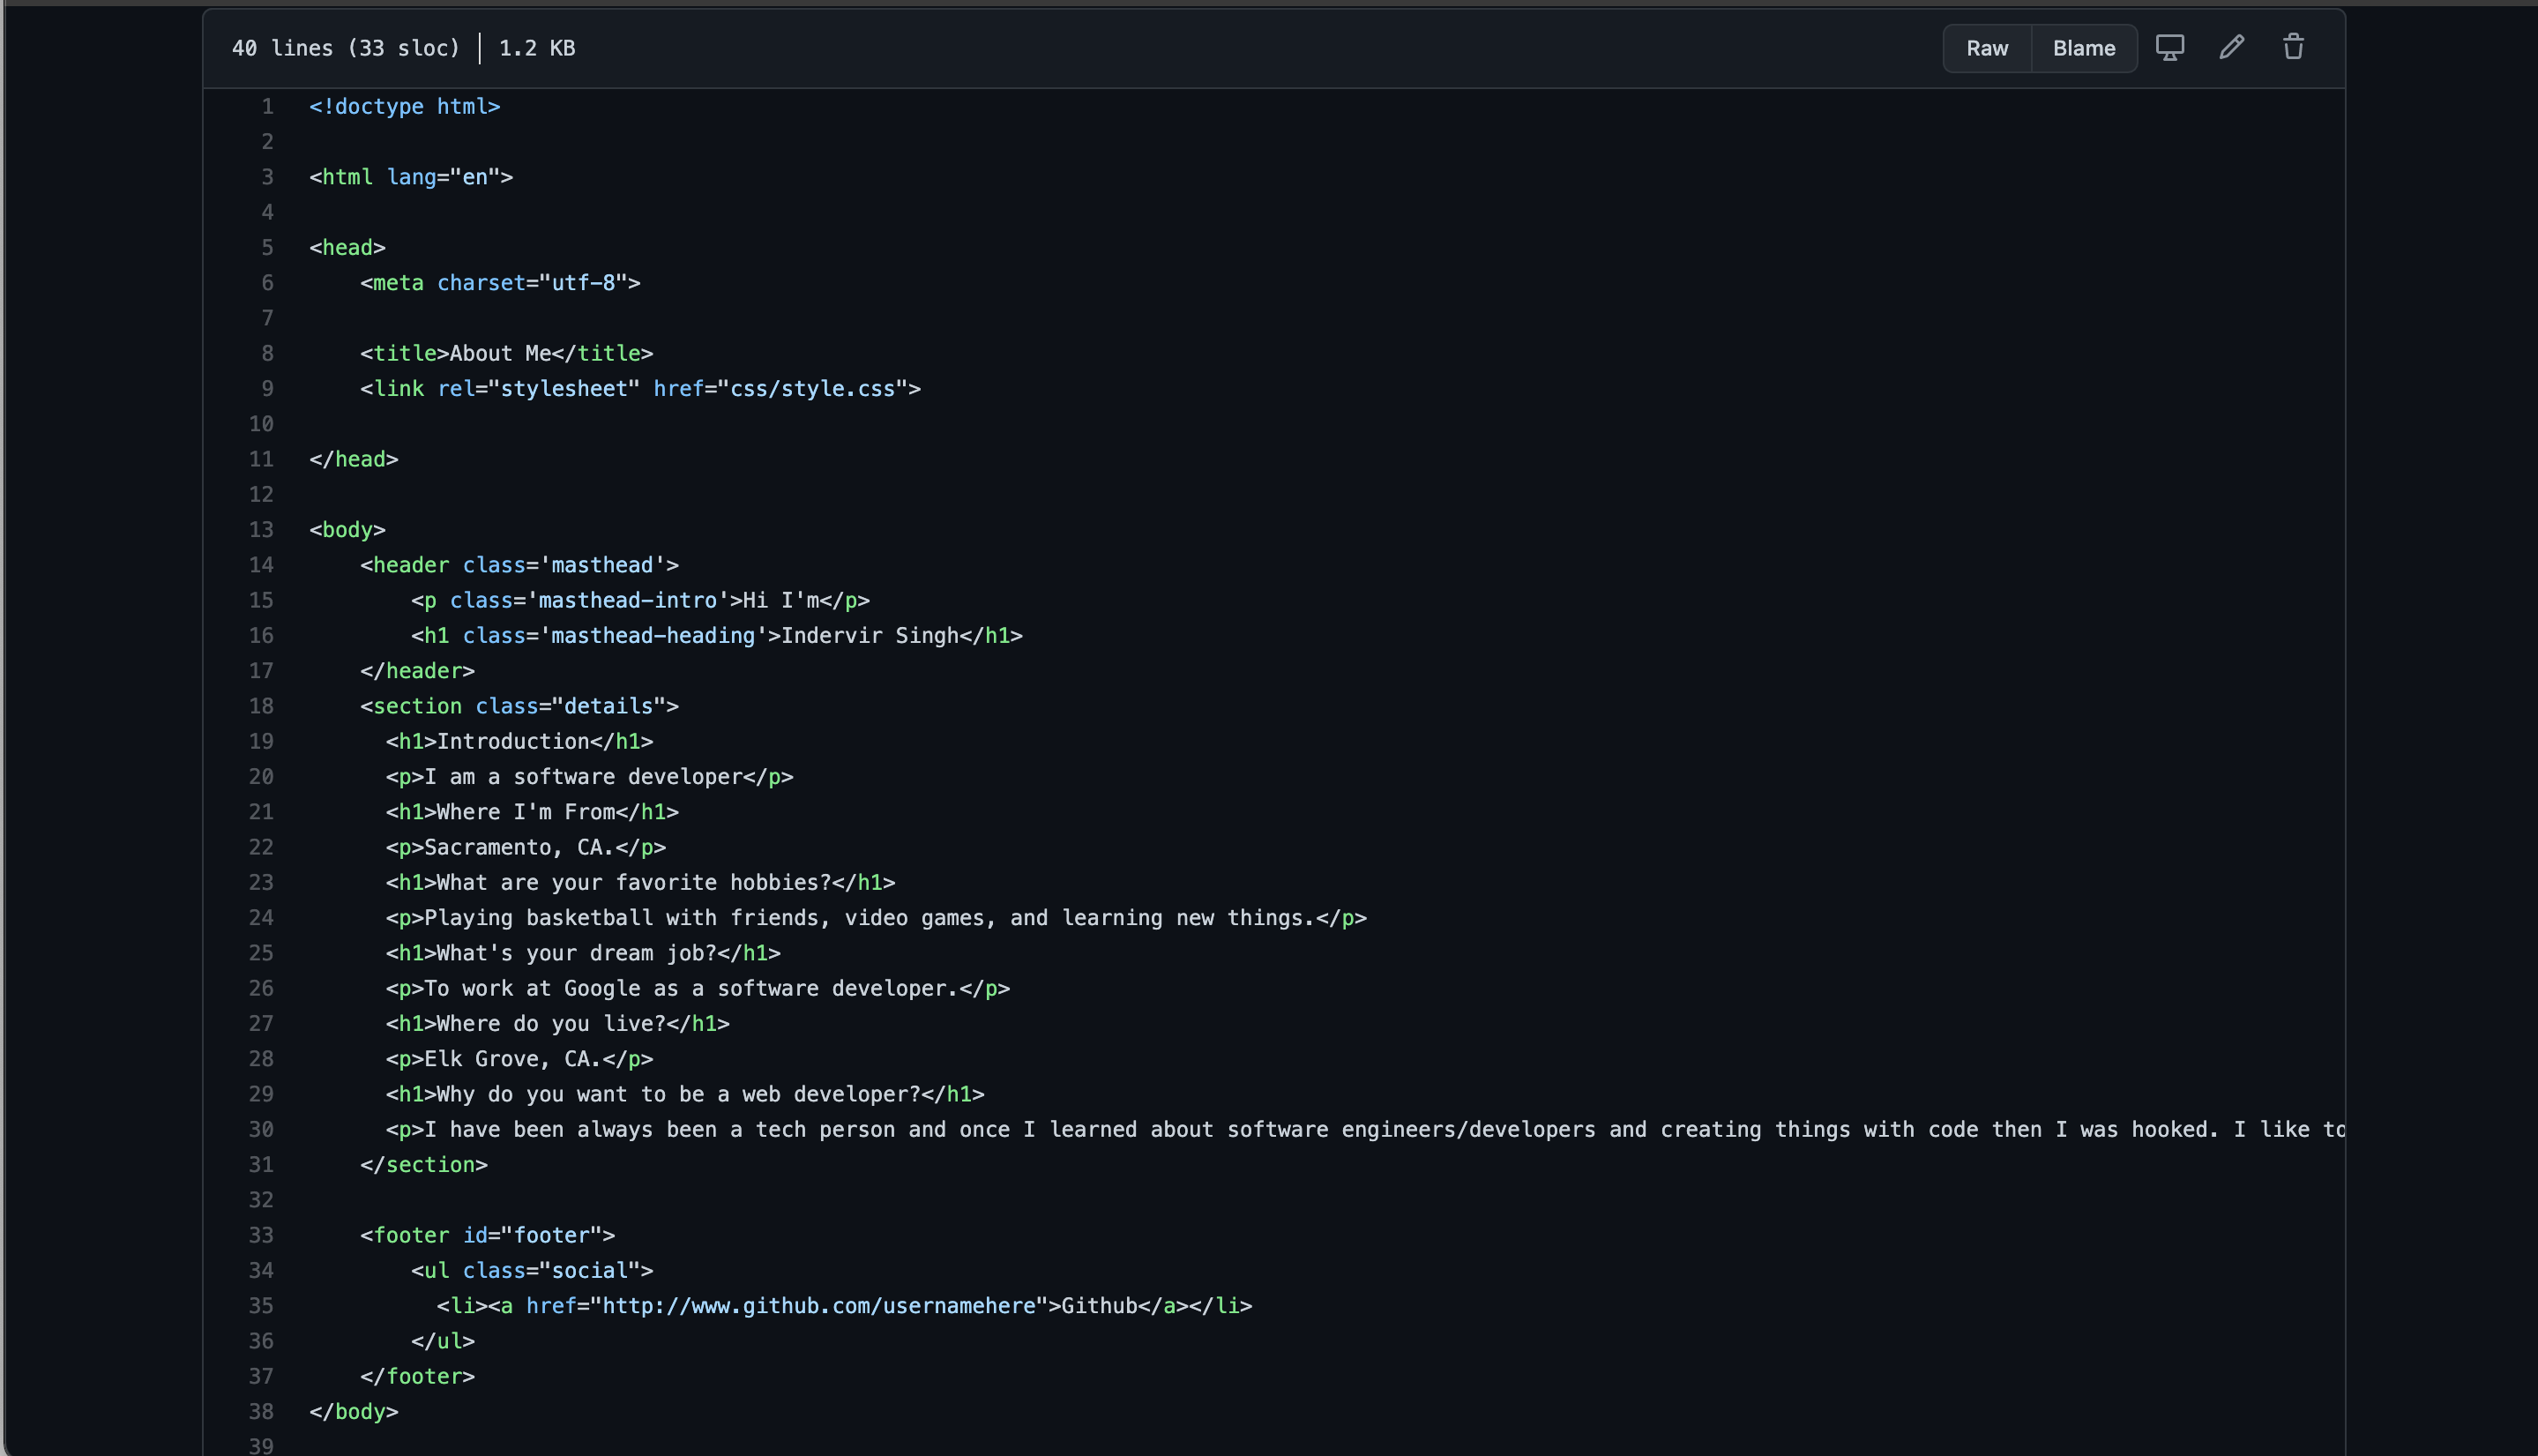 40 lines (33 sloc) | 1.2 KB
Raw Blame
1 <!doctype html>
2
3 <html lang="en">
4
5 <head>
6     <meta charset="utf-8">
7
8     <title>About Me</title>
9     <link rel="stylesheet" href="css/style.css">
10
11 </head>
12
13 <body>
14     <header class='masthead'>
15         <p class='masthead-intro'>Hi I'm</p>
16         <h1 class='masthead-heading'>Indervir Singh</h1>
17     </header>
18     <section class="details">
19       <h1>Introduction</h1>
20       <p>I am a software developer</p>
21       <h1>Where I'm From</h1>
22       <p>Sacramento, CA.</p>
23       <h1>What are your favorite hobbies?</h1>
24       <p>Playing basketball with friends, video games, and learning new things.</p>
25       <h1>What's your dream job?</h1>
26       <p>To work at Google as a software developer.</p>
27       <h1>Where do you live?</h1>
28       <p>Elk Grove, CA.</p>
29       <h1>Why do you want to be a web developer?</h1>
30       <p>I have been always been a tech person and once I learned about software engineers/developers and creating things with code then I was hooked. I like to
31     </section>
32
33     <footer id="footer">
34         <ul class="social">
35           <li><a href="http://www.github.com/usernamehere">Github</a></li>
36         </ul>
37     </footer>
38 </body>
39